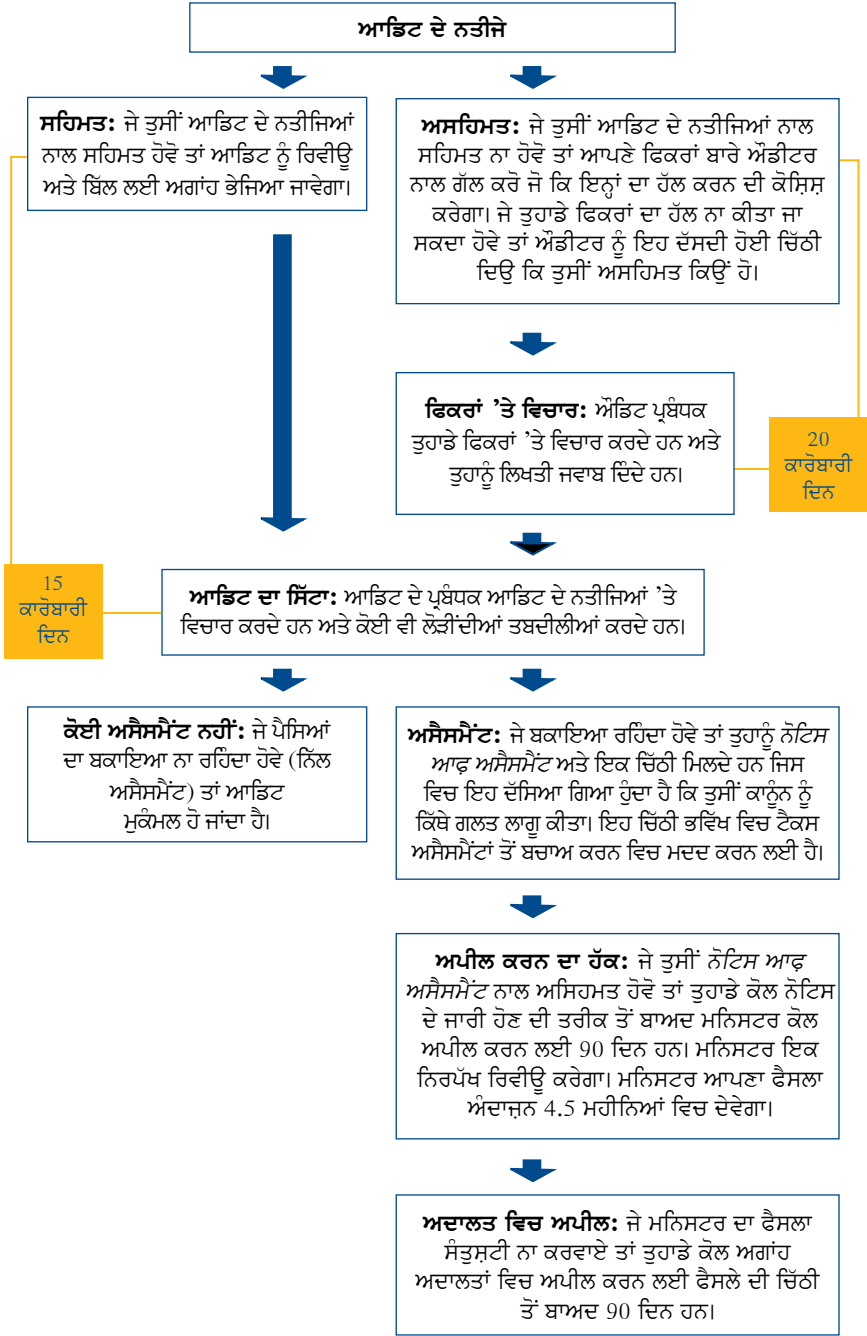 ਆਡਿਟ ਦੇ ਨਤੀਜੇ
ਸਹਿਮਤ: ਜੇ ਤੁਸੀਂ ਆਡਿਟ ਦੇ ਨਤੀਜਿਆਂ
ਨਾਲ ਸਹਿਮਤ ਹੋਵੋ ਤਾਂ ਆਡਿਟ ਨੂੰ ਰਿਵੀਊ
ਅਤੇ ਬਿੱਲ ਲਈ ਅਗਾਂਹ ਭੇਜਿਆ ਜਾਵੇਗਾ।
ਅਸਹਿਮਤ: ਜੇ ਤੁਸੀਂ ਆਡਿਟ ਦੇ ਨਤੀਜਿਆਂ ਨਾਲ
ਸਹਿਮਤ ਨਾ ਹੋਵੋ ਤਾਂ ਆਪਣੇ ਫਿਕਰਾਂ ਬਾਰੇ ਔਡੀਟਰ
ਨਾਲ ਗੱਲ ਕਰੋ ਜੋ ਕਿ ਇਨ੍ਹਾਂ ਦਾ ਹੱਲ ਕਰਨ ਦੀ ਕੋਸ਼ਿਸ਼
ਕਰੇਗਾ। ਜੇ ਤੁਹਾਡੇ ਫਿਕਰਾਂ ਦਾ ਹੱਲ ਨਾ ਕੀਤਾ ਜਾ
ਸਕਦਾ ਹੋਵੇ ਤਾਂ ਔਡੀਟਰ ਨੂੰ ਇਹ ਦੱਸਦੀ ਹੋਈ ਚਿੱਠੀ
ਦਿਉ ਕਿ ਤੁਸੀਂ ਅਸਹਿਮਤ ਕਿਉਂ ਹੋ।
ਫਿਕਰਾਂ ’ਤੇ ਵਿਚਾਰ: ਔਡਿਟ ਪ੍ਰਬੰਧਕ
ਤੁਹਾਡੇ ਫਿਕਰਾਂ ’ਤੇ ਵਿਚਾਰ ਕਰਦੇ ਹਨ ਅਤੇ
ਤੁਹਾਨੂੰ ਲਿਖਤੀ ਜਵਾਬ ਦਿੰਦੇ ਹਨ।
20
ਕਾਰੋਬਾਰੀ
ਦਿਨ
15
ਕਾਰੋਬਾਰੀ
ਦਿਨ
ਆਡਿਟ ਦਾ ਸਿੱਟਾ: ਆਡਿਟ ਦੇ ਪ੍ਰਬੰਧਕ ਆਡਿਟ ਦੇ ਨਤੀਜਿਆਂ ’ਤੇ
ਵਿਚਾਰ ਕਰਦੇ ਹਨ ਅਤੇ ਕੋਈ ਵੀ ਲੋੜੀਂਦੀਆਂ ਤਬਦੀਲੀਆਂ ਕਰਦੇ ਹਨ।
ਕੋਈ ਅਸੈਸਮੈਂਟ ਨਹੀਂ: ਜੇ ਪੈਸਿਆਂ
ਦਾ ਬਕਾਇਆ ਨਾ ਰਹਿੰਦਾ ਹੋਵੇ (ਨਿੱਲ
ਅਸੈਸਮੈਂਟ) ਤਾਂ ਆਡਿਟ
ਮੁਕੰਮਲ ਹੋ ਜਾਂਦਾ ਹੈ।
ਅਸੈਸਮੈਂਟ: ਜੇ ਬਕਾਇਆ ਰਹਿੰਦਾ ਹੋਵੇ ਤਾਂ ਤੁਹਾਨੂੰ ਨੋਟਿਸ
ਆਫ਼ ਅਸੈਸਮੈਂਟ ਅਤੇ ਇਕ ਚਿੱਠੀ ਮਿਲਦੇ ਹਨ ਜਿਸ
ਵਿਚ ਇਹ ਦੱਸਿਆ ਗਿਆ ਹੁੰਦਾ ਹੈ ਕਿ ਤੁਸੀਂ ਕਾਨੂੰਨ ਨੂੰ
ਕਿੱਥੇ ਗਲਤ ਲਾਗੂ ਕੀਤਾ। ਇਹ ਚਿੱਠੀ ਭਵਿੱਖ ਵਿਚ ਟੈਕਸ
ਅਸੈਸਮੈਂਟਾਂ ਤੋਂ ਬਚਾਅ ਕਰਨ ਵਿਚ ਮਦਦ ਕਰਨ ਲਈ ਹੈ।
ਅਪੀਲ ਕਰਨ ਦਾ ਹੱਕ: ਜੇ ਤੁਸੀਂ ਨੋਟਿਸ ਆਫ਼
ਅਸੈਸਮੈਂਟ ਨਾਲ ਅਸਿਹਮਤ ਹੋਵੋ ਤਾਂ ਤੁਹਾਡੇ ਕੋਲ ਨੋਟਿਸ
ਦੇ ਜਾਰੀ ਹੋਣ ਦੀ ਤਰੀਕ ਤੋਂ ਬਾਅਦ ਮਨਿਸਟਰ ਕੋਲ
ਅਪੀਲ ਕਰਨ ਲਈ 90 ਦਿਨ ਹਨ। ਮਨਿਸਟਰ ਇਕ
ਨਿਰਪੱਖ ਰਿਵੀਊ ਕਰੇਗਾ। ਮਨਿਸਟਰ ਆਪਣਾ ਫੈਸਲਾ
ਅੰਦਾਜ਼ਨ 4.5 ਮਹੀਨਿਆਂ ਵਿਚ ਦੇਵੇਗਾ।
ਅਦਾਲਤ ਵਿਚ ਅਪੀਲ: ਜੇ ਮਨਿਸਟਰ ਦਾ ਫੈਸਲਾ
ਸੰਤੁਸ਼ਟੀ ਨਾ ਕਰਵਾਏ ਤਾਂ ਤੁਹਾਡੇ ਕੋਲ ਅਗਾਂਹ
ਅਦਾਲਤਾਂ ਵਿਚ ਅਪੀਲ ਕਰਨ ਲਈ ਫੈਸਲੇ ਦੀ ਚਿੱਠੀ
ਤੋਂ ਬਾਅਦ 90 ਦਿਨ ਹਨ।